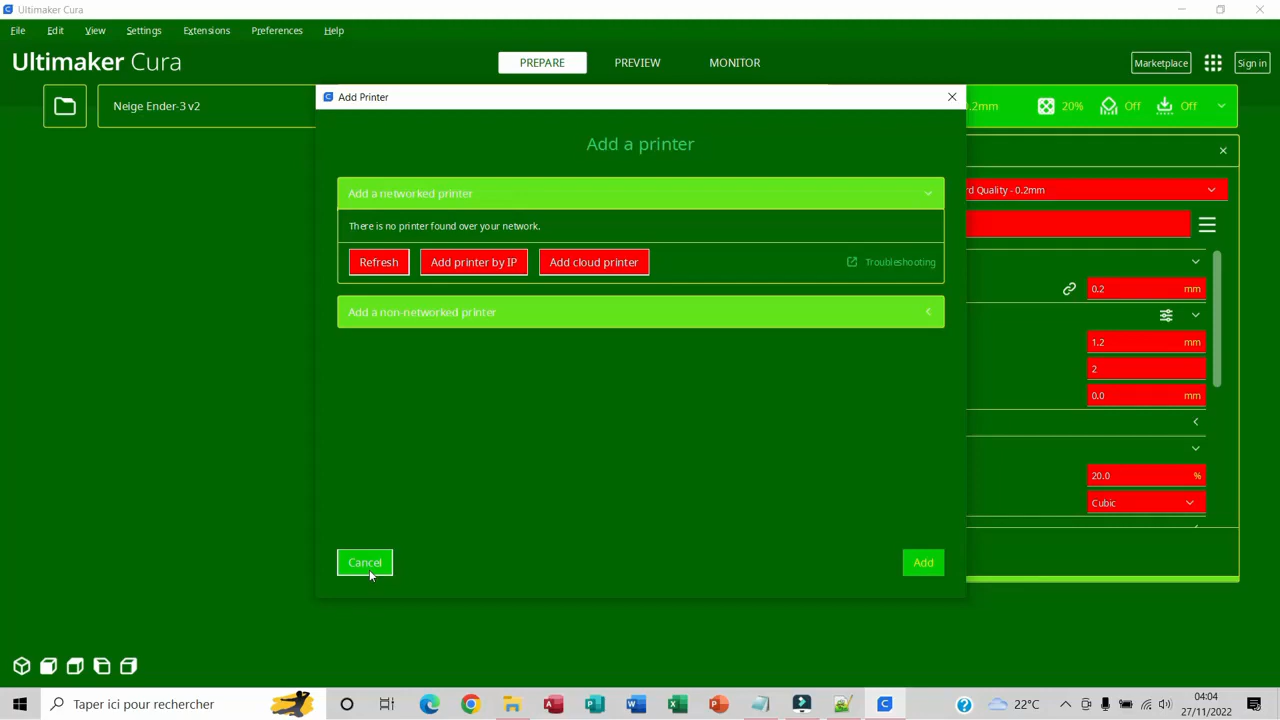 Ultimaker Cura
File Edit View Settings Extensions Preferences Help
Ultimaker Cura
PREPARE PREVIEW MONITOR
Marketplace Sign in
Neige Ender-3 v2
Add Printer
.2mm 20% Off Off
Add a printer
Add a networked printer
rd Quality - 0.2mm
There is no printer found over your network.
Refresh Add printer by IP Add cloud printer Troubleshooting
0.2 mm
Add a non-networked printer
1.2 mm
2
0.0 mm
20.0 %
Cubic
Cancel Add
Taper ici pour rechercher
22°C
04:04
27/11/2022